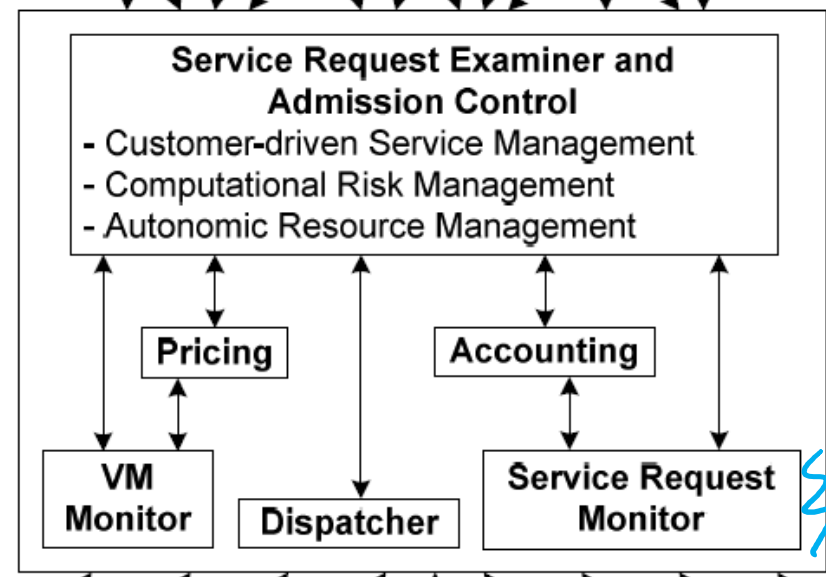 Service Request Examiner and
Admission Control
- Customer-driven Service Management
- Computational Risk Management
- Autonomic Resource Management
Pricing
Accounting
VM
Monitor
Dispatcher
Service Request
Monitor